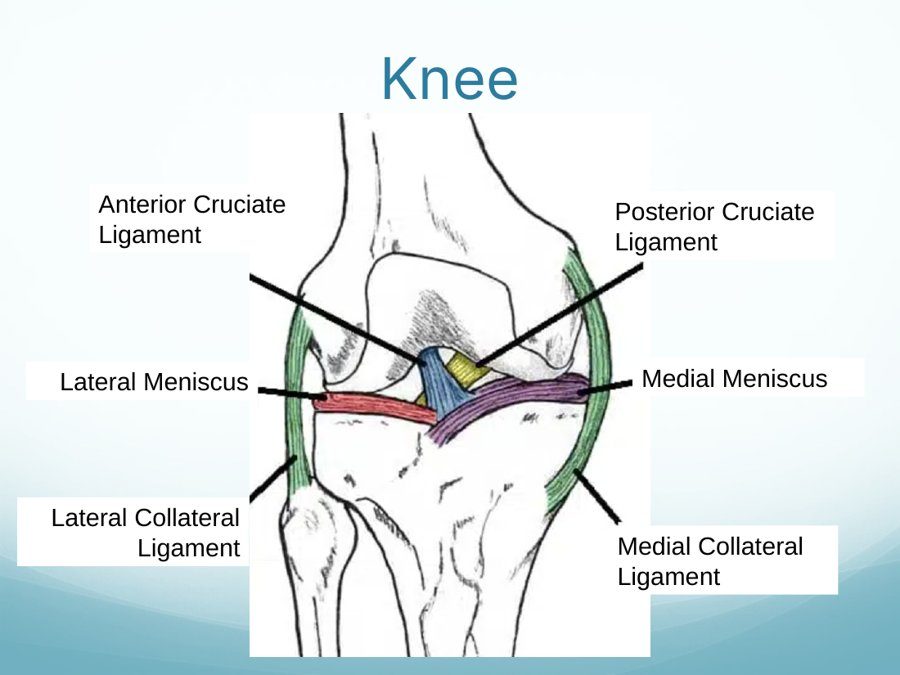 Knee
Anterior Cruciate
Ligament
Posterior Cruciate
Ligament
Lateral Meniscus
Medial Meniscus
Lateral Collateral
Ligament
Medial Collateral
Ligament